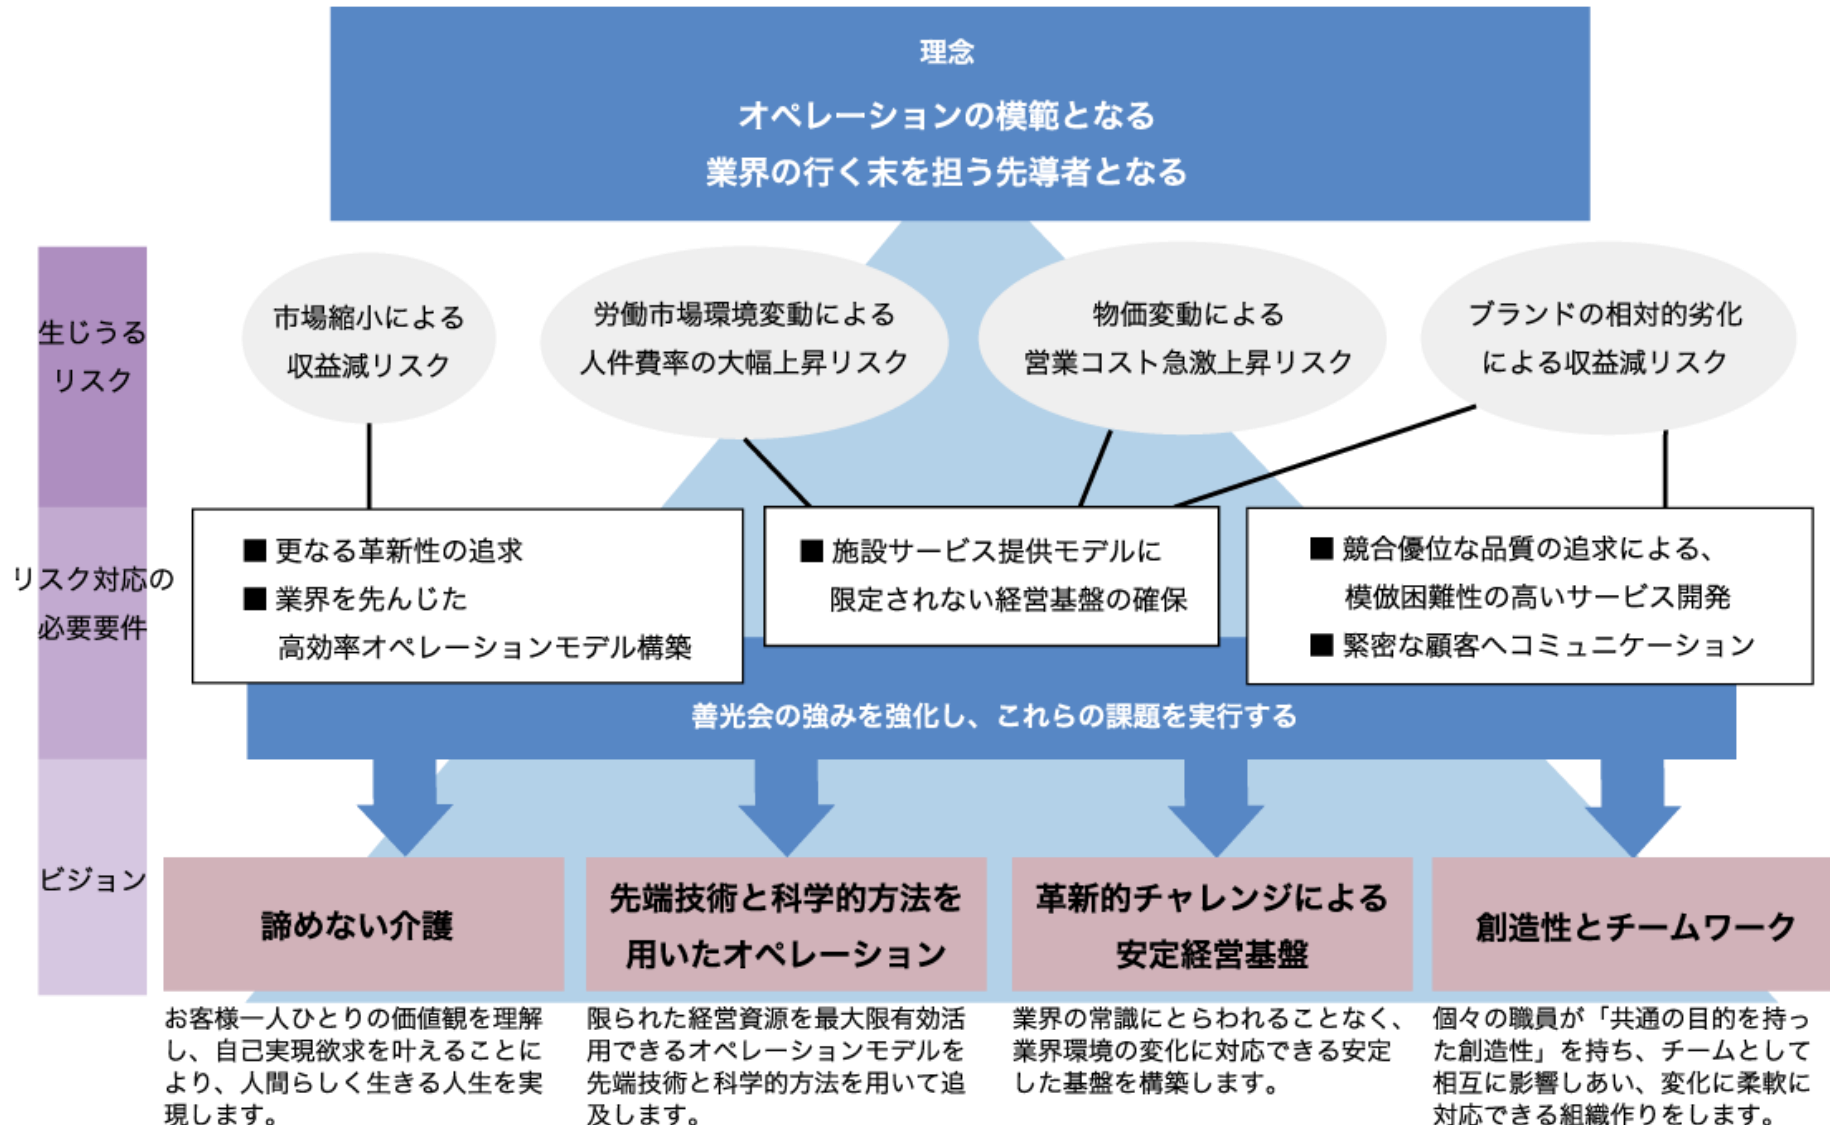 理念
オペレーションの模範となる
業界の行く末を担う先導者となる
生じうる
リスク
市場縮小による
収益減リスク
労働市場環境変動による
人件費率の大幅上昇リスク
物価変動による
営業コスト急激上昇リスク
ブランドの相対的劣化
による収益減リスク
リスク対応の
必要要件
■ 更なる革新性の追求
■ 業界を先んじた
高効率オペレーションモデル構築
■ 施設サービス提供モデルに
限定されない経営基盤の確保
■ 競合優位な品質の追求による、
模倣困難性の高いサービス開発
■ 緊密な顧客へコミュニケーション
善光会の強みを強化し、これらの課題を実行する
ビジョン
諦めない介護
お客様一人ひとりの価値観を理解
し、自己実現欲求を叶えることに
より、人間らしく生きる人生を実
現します。
先端技術と科学的方法を
用いたオペレーション
限られた経営資源を最大限有効活
用できるオペレーションモデルを
先端技術と科学的方法を用いて追
及します。
革新的チャレンジによる
安定経営基盤
業界の常識にとらわれることなく、
業界環境の変化に対応できる安定
した基盤を構築します。
創造性とチームワーク
個々の職員が「共通の目的を持っ
た創造性」を持ち、チームとして
相互に影響しあい、変化に柔軟に
対応できる組織作りをします。